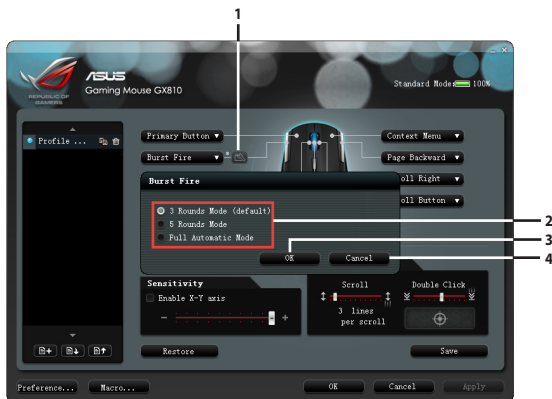 1
ASUS
Gaming Mouse GX810
REPUBLIC OF
GAMERS
Standard Mode 100%
Profile ...
Primary Button
Context Menu
Burst Fire
Page Backward
Burst Fire
oll Right
3 Rounds Mode (default)
oll Button
5 Rounds Mode
2
Full Automatic Mode
3
OK
Cancel
4
Sensitivity
Enable X-Y axis
Scroll
Double Click
3 lines
per scroll
Restore
Save
Preference...
Macro...
OK
Cancel
Apply